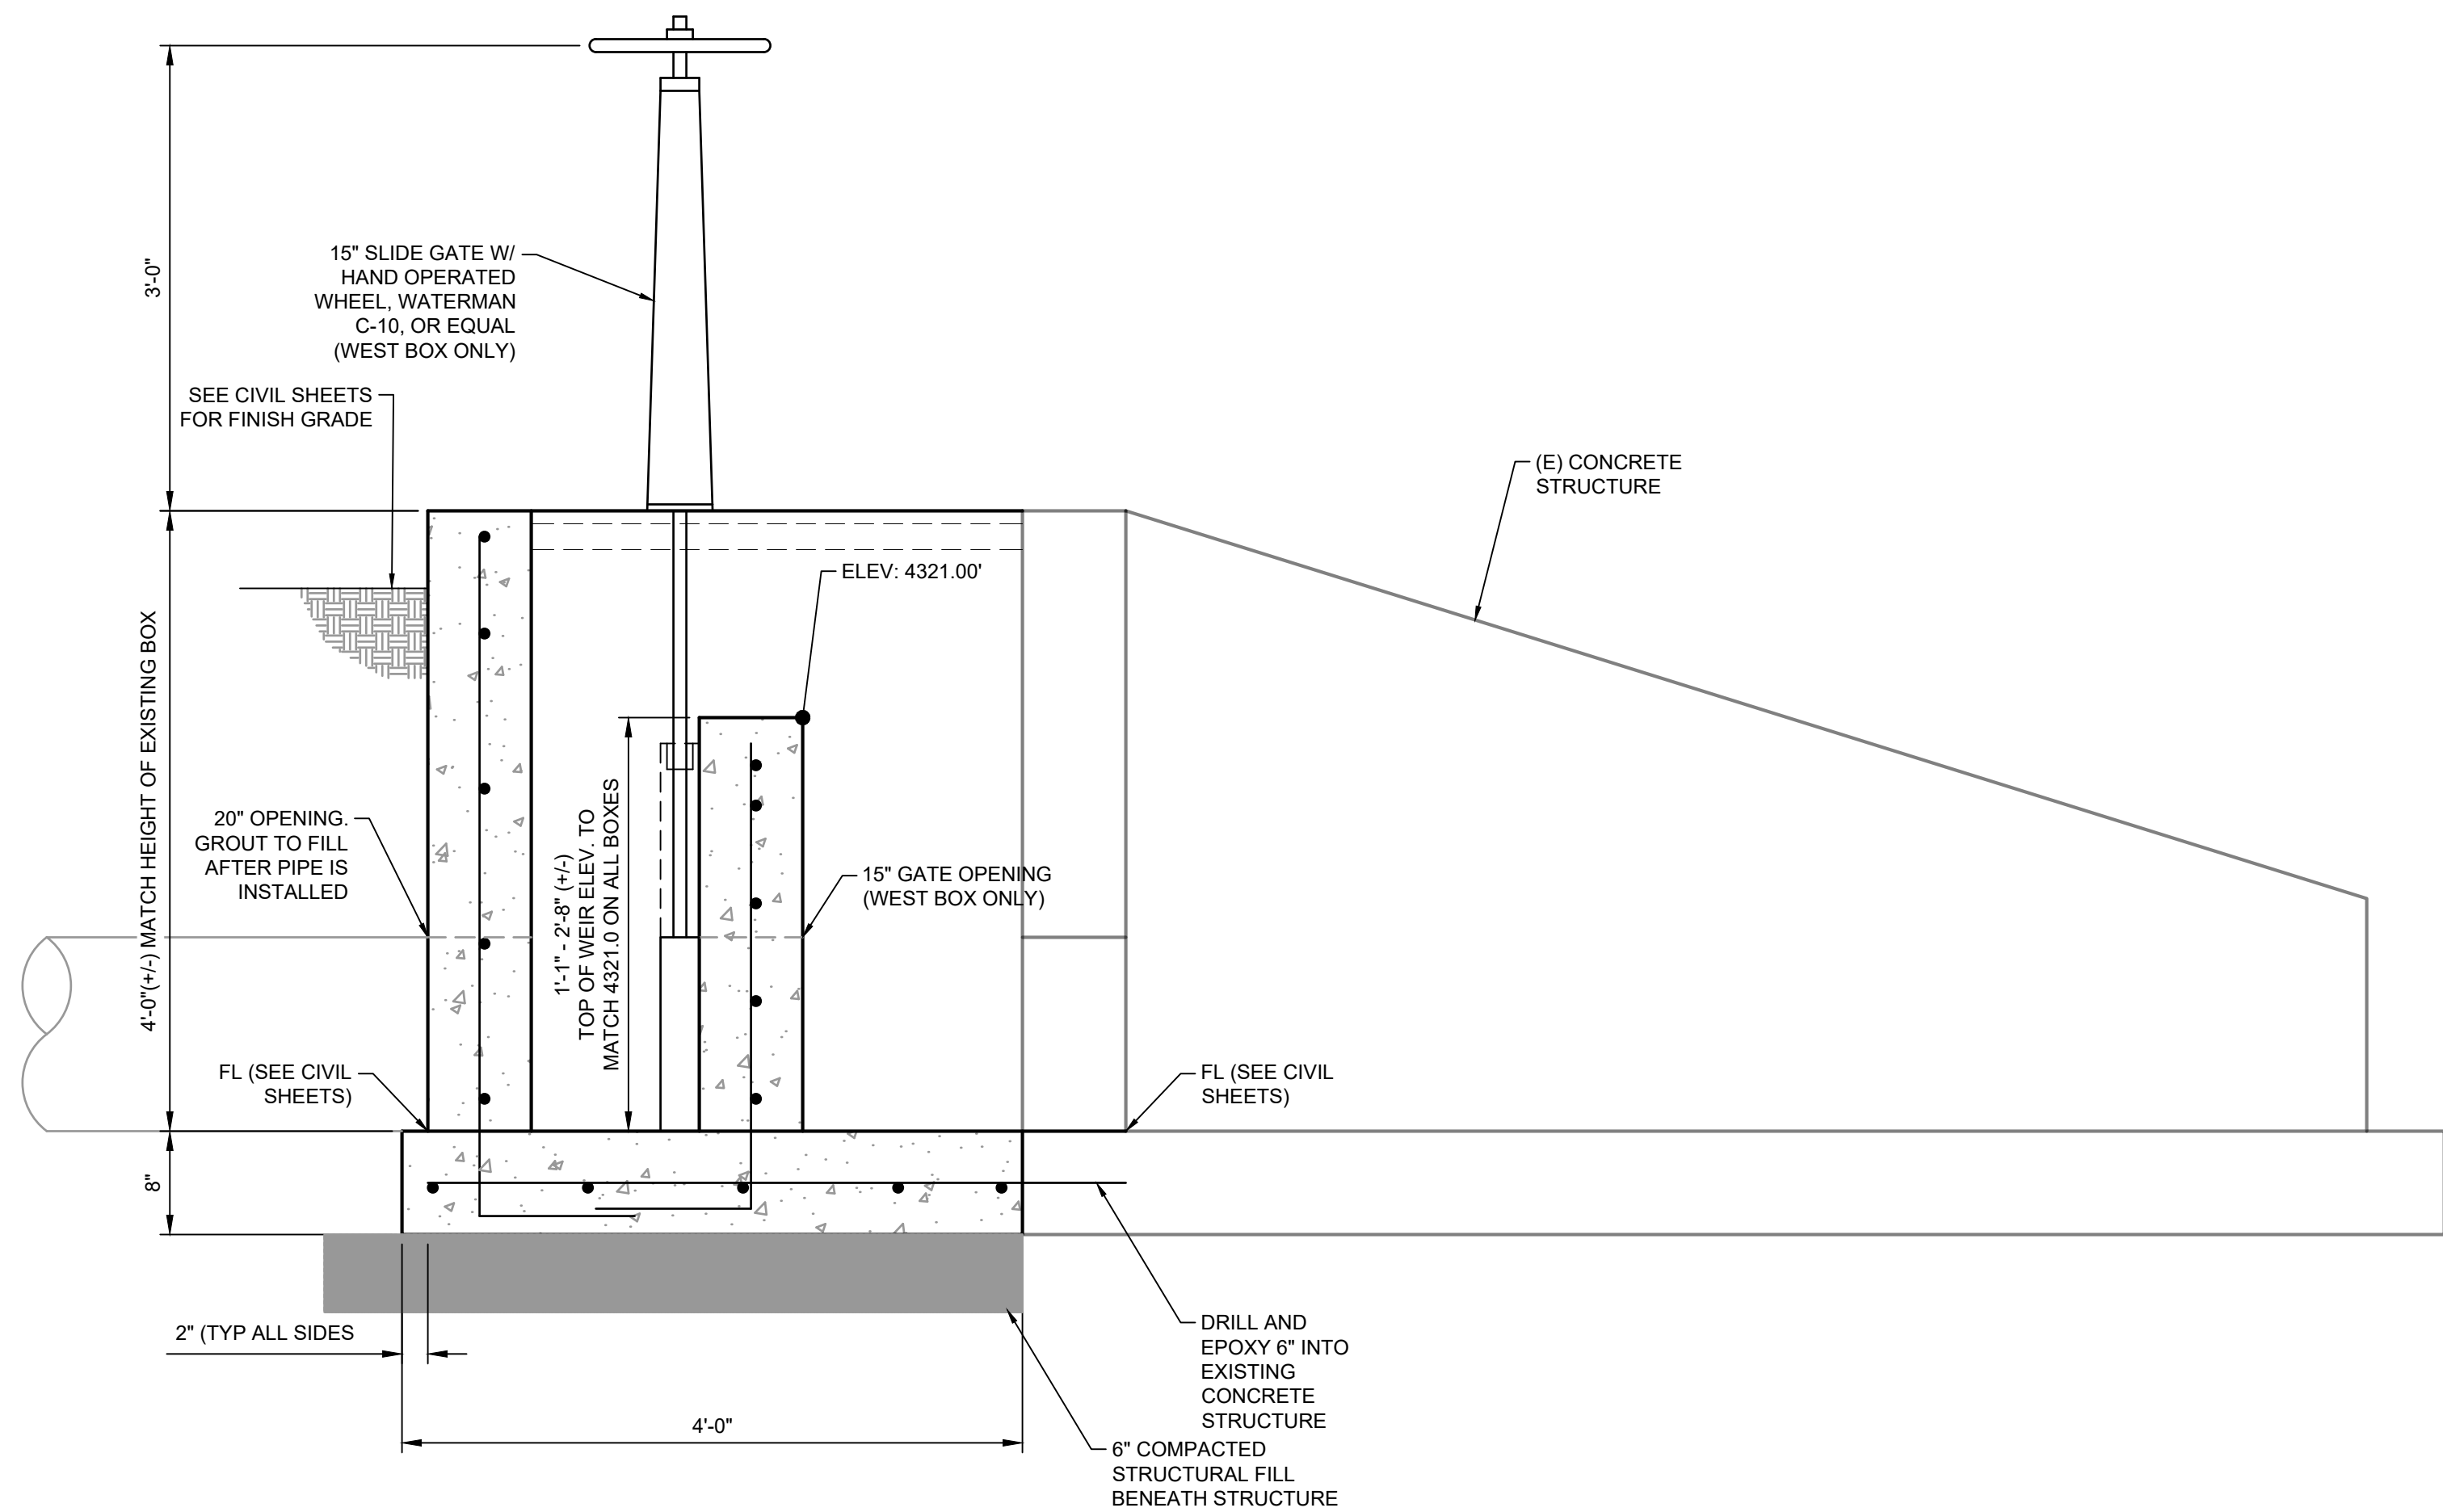 3'-0"
15" SLIDE GATE W/
HAND OPERATED
WHEEL, WATERMAN
C-10, OR EQUAL
(WEST BOX ONLY)
SEE CIVIL SHEETS
FOR FINISH GRADE
(E) CONCRETE
STRUCTURE
ELEV: 4321.00'
4'-0"(+/-) MATCH HEIGHT OF EXISTING BOX
20" OPENING.
GROUT TO FILL
AFTER PIPE IS
INSTALLED
1'-1" - 2'-8" (+/-)
TOP OF WEIR ELEV. TO
MATCH 4321.0 ON ALL BOXES
15" GATE OPENING
(WEST BOX ONLY)
FL (SEE CIVIL
SHEETS)
FL (SEE CIVIL
SHEETS)
8"
2" (TYP ALL SIDES
DRILL AND
EPOXY 6" INTO
EXISTING
CONCRETE
STRUCTURE
4'-0"
6" COMPACTED
STRUCTURAL FILL
BENEATH STRUCTURE